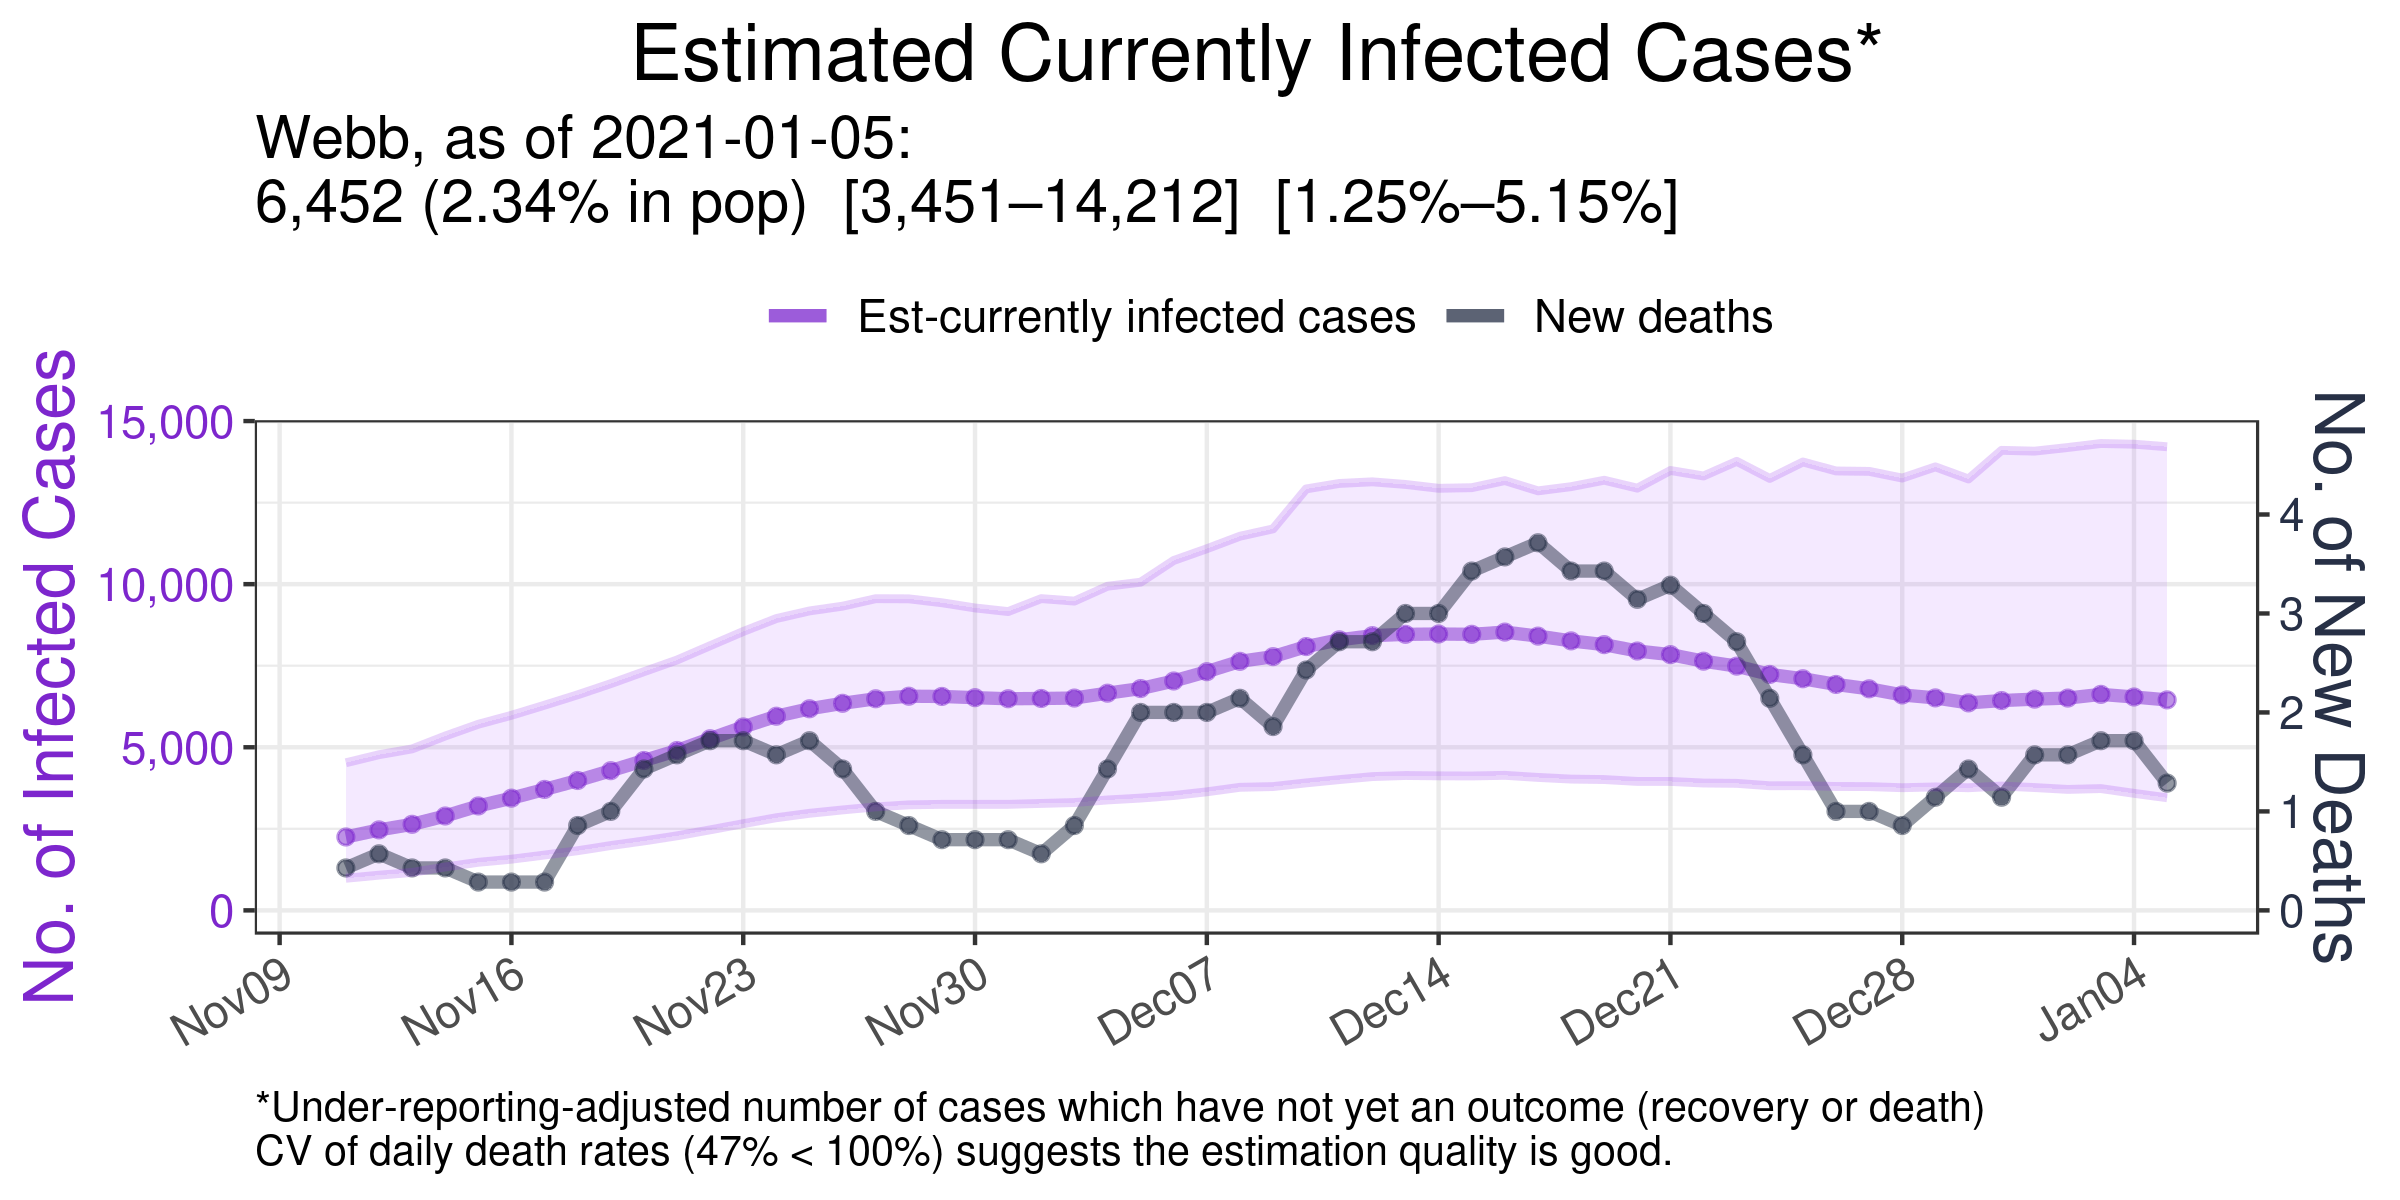 Estimated Currently Infected Cases*
Webb, as of 2021-01-05:
6,452 (2.34% in pop) [3,451–14,212] [1.25%–5.15%]
Est-currently infected cases
New deaths
No. of Infected Cases
15,000
10,000
5,000
0
No. of New Deaths
4
3
2
1
0
Nov09
Nov16
Nov23
Nov30
Dec07
Dec14
Dec21
Dec28
Jan04
*Under-reporting-adjusted number of cases which have not yet an outcome (recovery or death)
CV of daily death rates (47% < 100%) suggests the estimation quality is good.